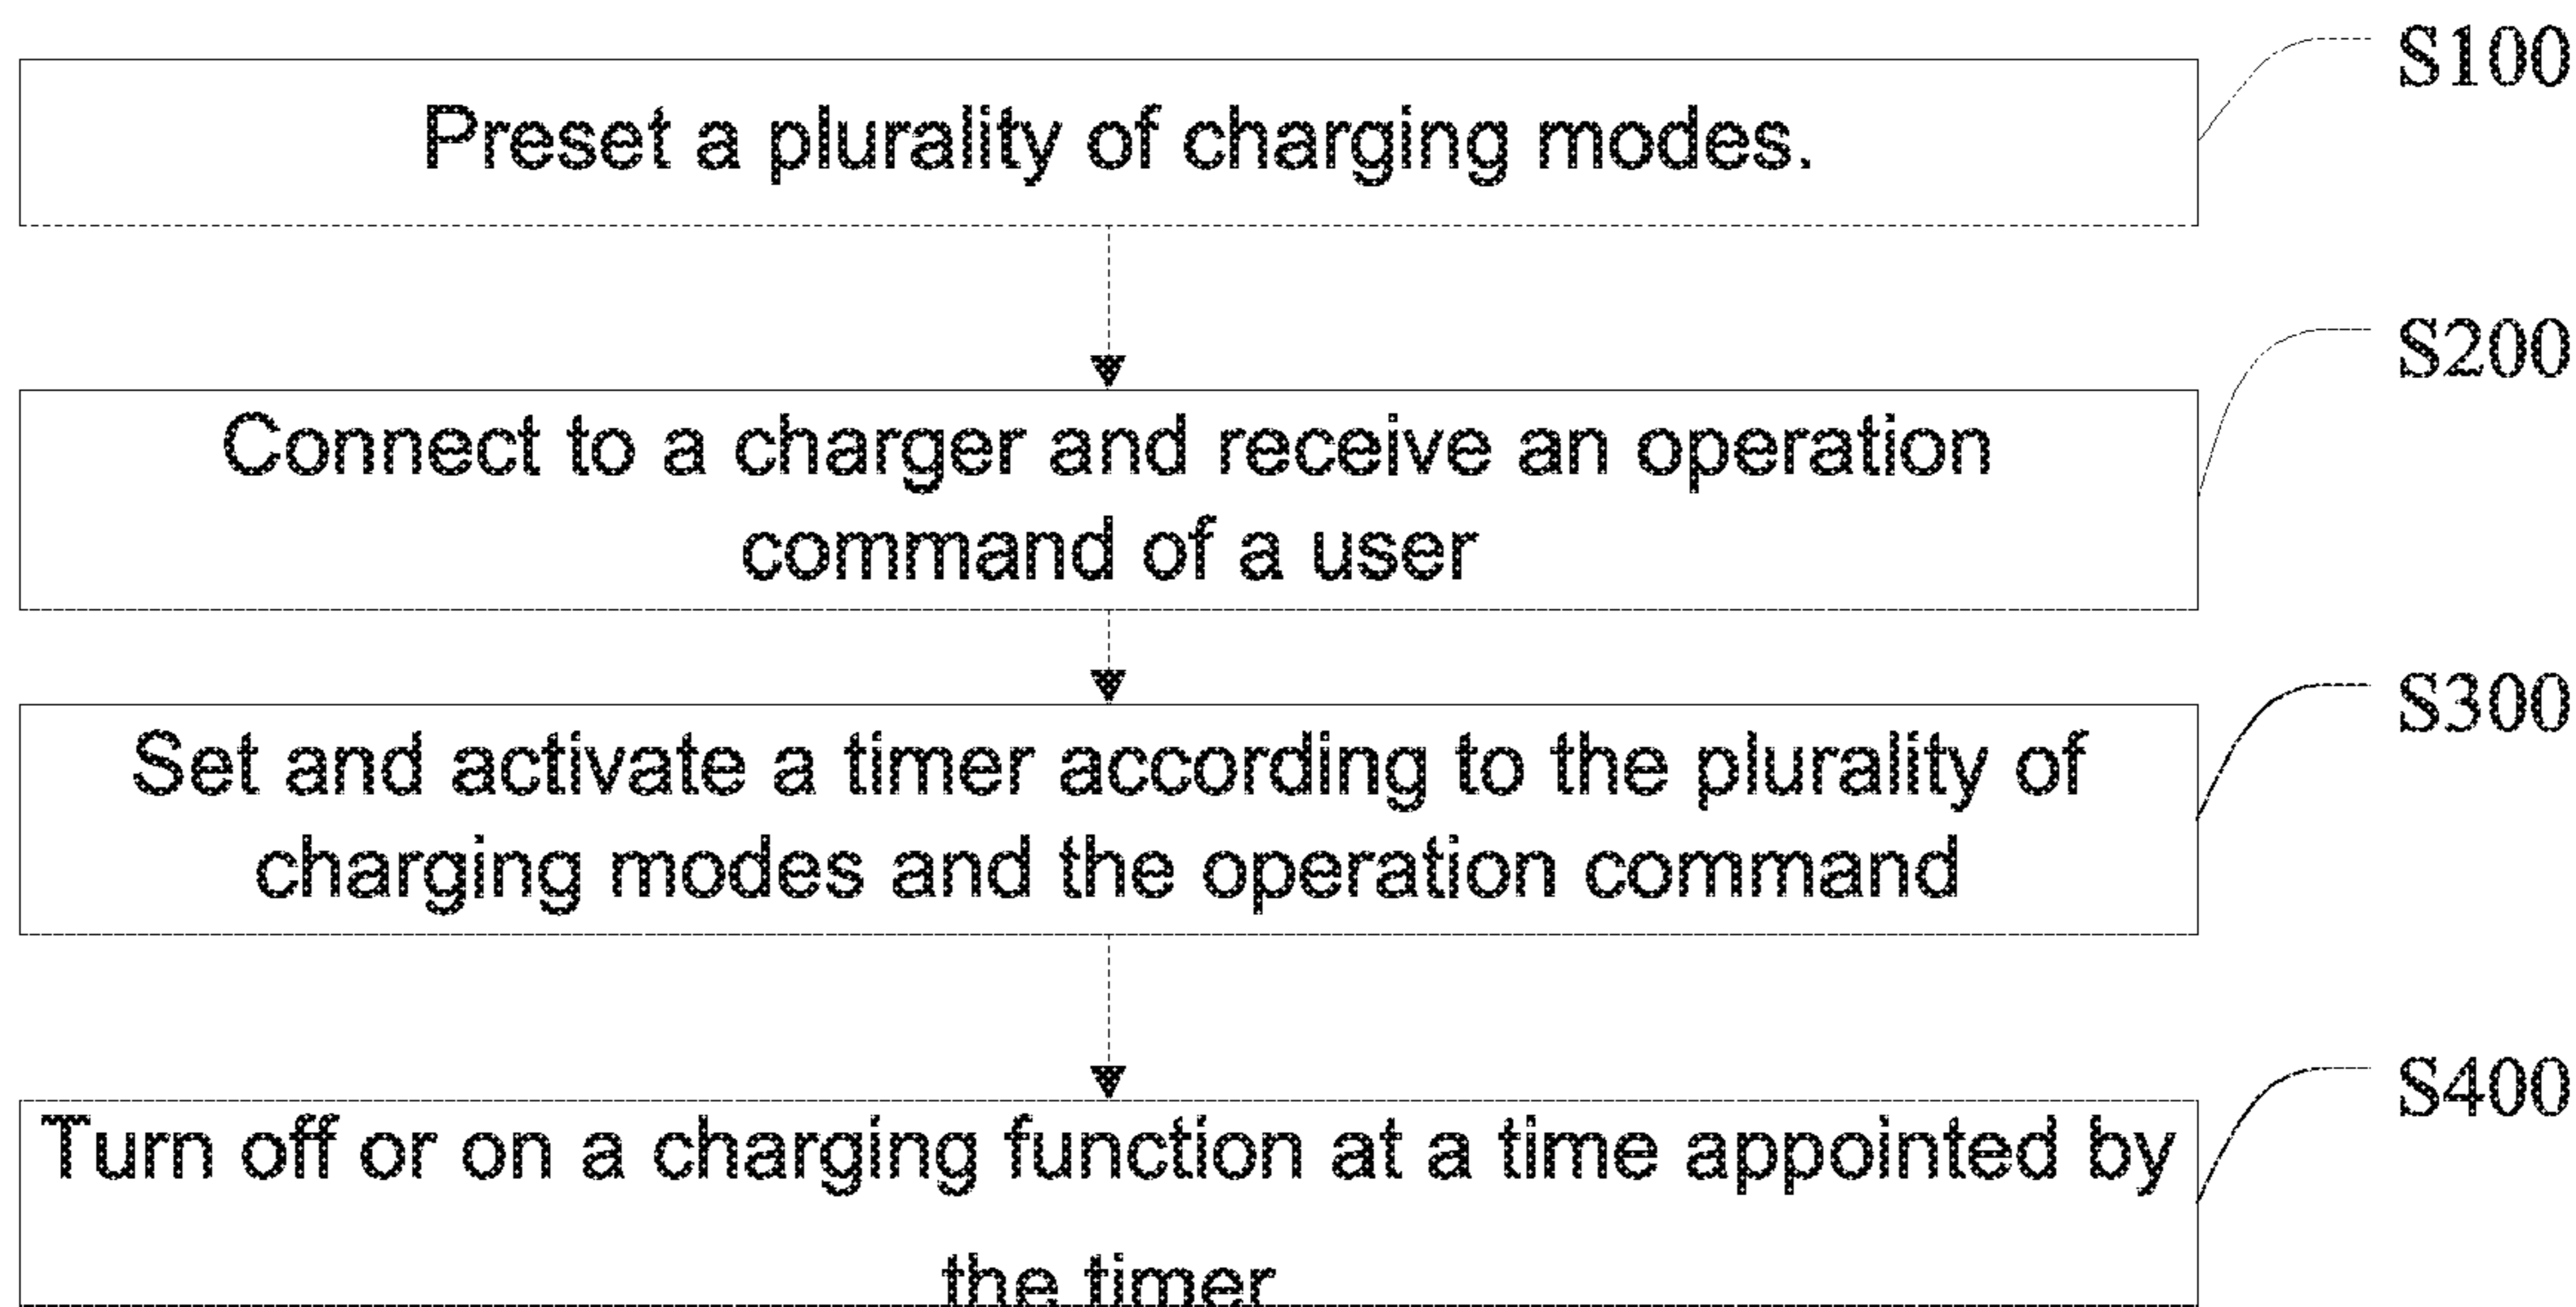 S100
Preset a plurality of charging modes.
S200
Connect to a charger and receive an operation
command of a user
S300
Set and activate a timer according to the plurality of
charging modes and the operation command
S400
Turn off or on a charging function at a time appointed by
the timer